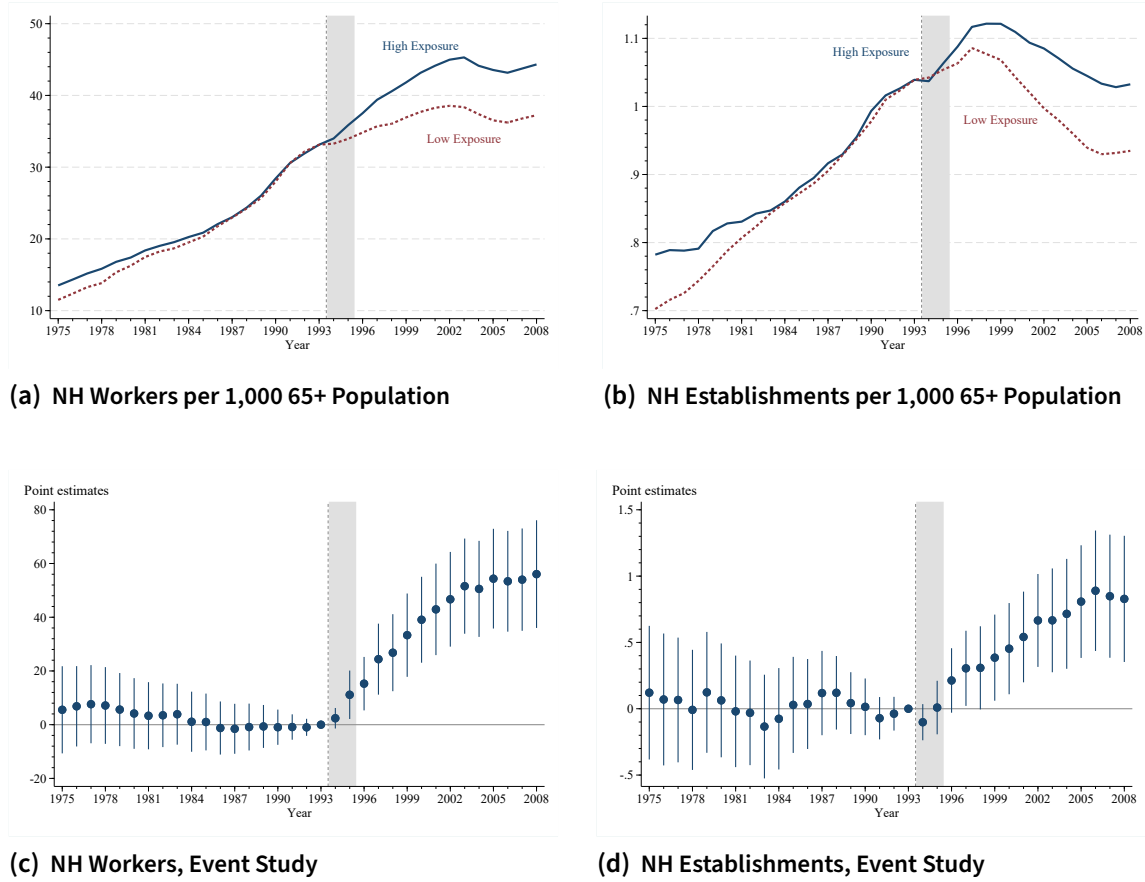 50
40
30
20
10
High Exposure
Low Exposure
1975 1978 1981 1984 1987 1990 1993 1996 1999 2002 2005 2008
Year
(a) NH Workers per 1,000 65+ Population
1.1
1
.9
.8
.7
High Exposure
Low Exposure
1975 1978 1981 1984 1987 1990 1993 1996 1999 2002 2005 2008
Year
(b) NH Establishments per 1,000 65+ Population
Point estimates
80
60
40
20
0
-20
1975 1978 1981 1984 1987 1990 1993 1996 1999 2002 2005 2008
Year
(c) NH Workers, Event Study
Point estimates
1.5
1
.5
0
-.5
1975 1978 1981 1984 1987 1990 1993 1996 1999 2002 2005 2008
Year
(d) NH Establishments, Event Study